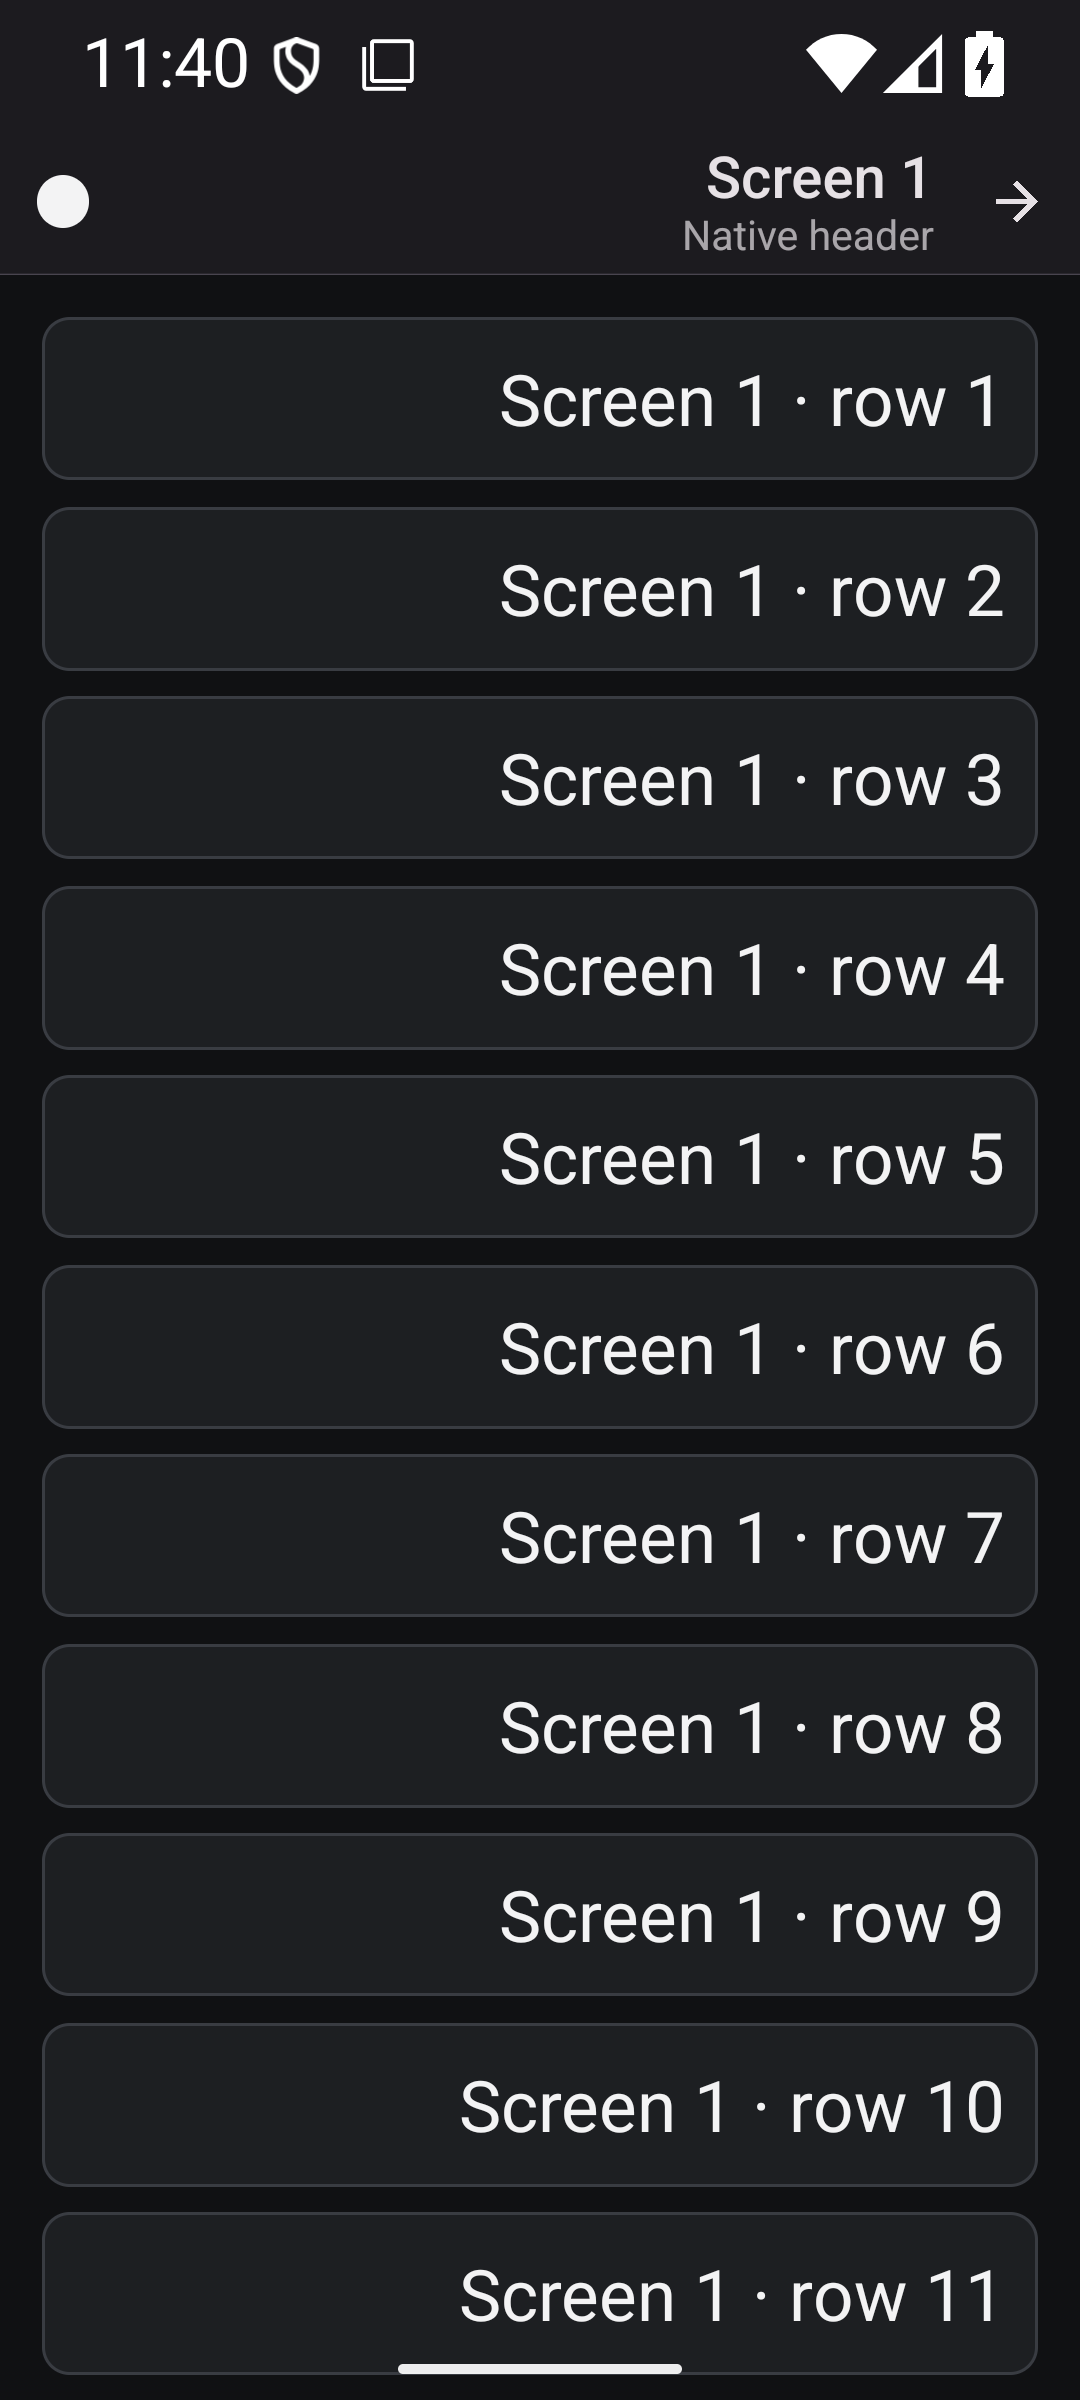 11:40
Screen 1
Native header
Screen 1 · row 1
Screen 1 · row 2
Screen 1 · row 3
Screen 1 · row 4
Screen 1 · row 5
Screen 1 · row 6
Screen 1 · row 7
Screen 1 · row 8
Screen 1 · row 9
Screen 1 · row 10
Screen 1 · row 11